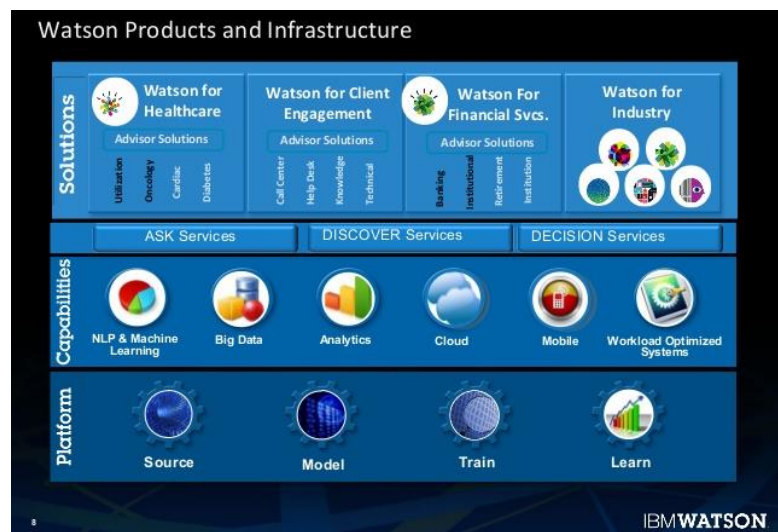 Watson Products and Infrastructure
Solutions
Watson for
Healthcare
Advisor Solutions
Utilization
Oncology
Cardiac
Diabetes
Watson for Client
Engagement
Advisor Solutions
Call Center
Help Desk
Knowledge
Technical
Watson For
Financial Svcs.
Advisor Solutions
Banking
Institutional
Retirement
Institution
Watson for
Industry
ASK Services
DISCOVER Services
DECISION Services
Capabilities
NLP & Machine
Learning
Big Data
Analytics
Cloud
Mobile
Workload Optimized
Systems
Platform
Source
Model
Train
Learn
8
IBMWATSON